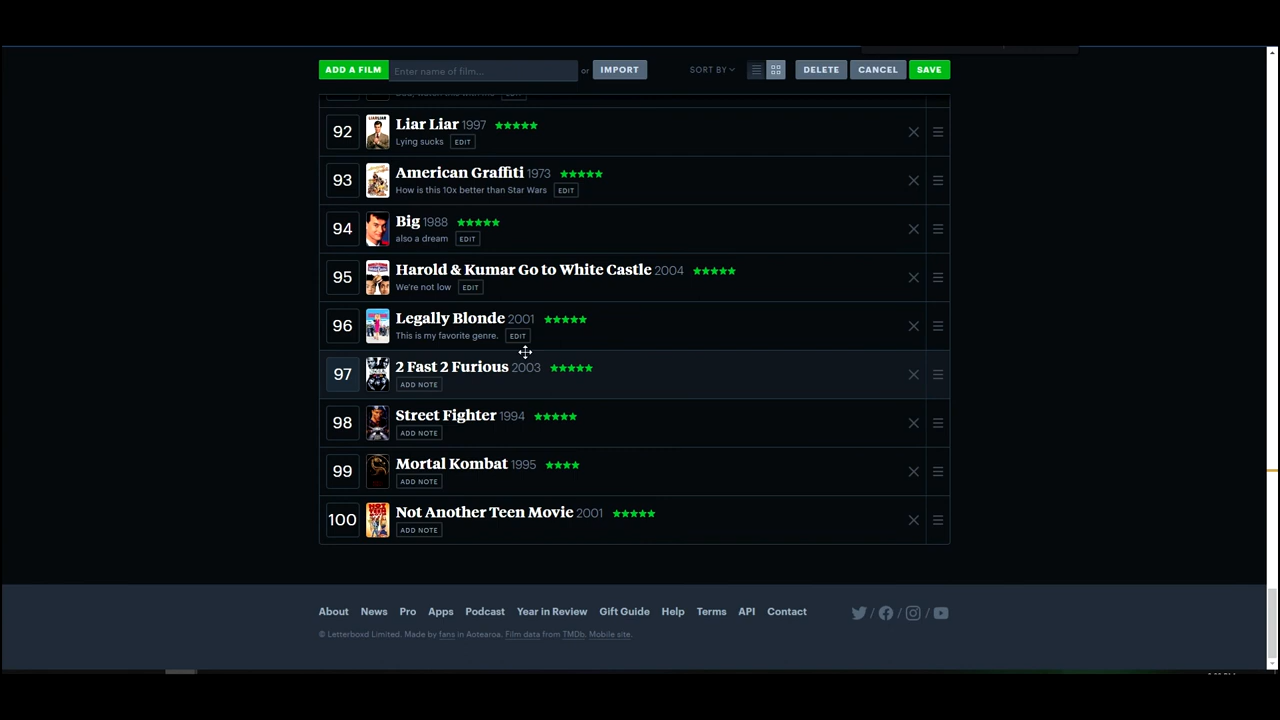 ADD A FILM Enter name of film... or IMPORT SORT BY DELETE CANCEL SAVE
92 Liar Liar 1997
Lying sucks EDIT
93 American Graffiti 1973
How is this 10x better than Star Wars EDIT
94 Big 1988
also a dream EDIT
95 Harold & Kumar Go to White Castle 2004
We're not low EDIT
96 Legally Blonde 2001
This is my favorite genre. EDIT
97 2 Fast 2 Furious 2003
ADD NOTE
98 Street Fighter 1994
ADD NOTE
99 Mortal Kombat 1995
ADD NOTE
100 Not Another Teen Movie 2001
ADD NOTE
About News Pro Apps Podcast Year in Review Gift Guide Help Terms API Contact
© Letterboxd Limited. Made by fans in Aotearoa. Film data from TMDb. Mobile site.